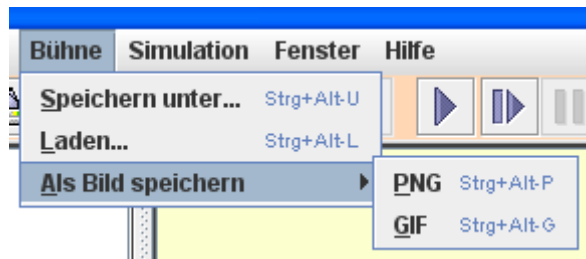 Bühne Simulation Fenster Hilfe
Speichern unter... Strg+Alt-U
Laden... Strg+Alt-L
Als Bild speichern
PNG Strg+Alt-P
GIF Strg+Alt-G